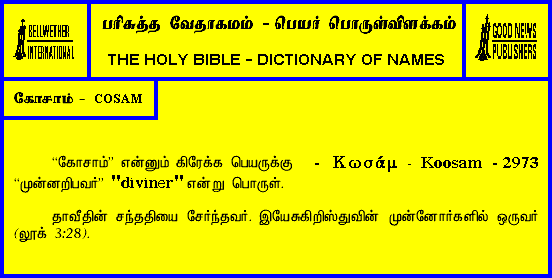 BELLWETHER
INTERNATIONAL
பரிசுத்த வேதாகமம் - பெயர் பொருள்விளக்கம்
THE HOLY BIBLE - DICTIONARY OF NAMES
GOOD NEWS
PUBLISHERS
கோசாம் - COSAM
“கோசாம்” என்னும் கிரேக்க பெயருக்கு - Κωσάμ - Koosam - 2973
“முன்னறிபவர்” "diviner" என்று பொருள்.
தாவீதின் சந்ததியை சேர்ந்தவர். இயேசுகிறிஸ்துவின் முன்னோர்களில் ஒருவர்
(லூக் 3:28).